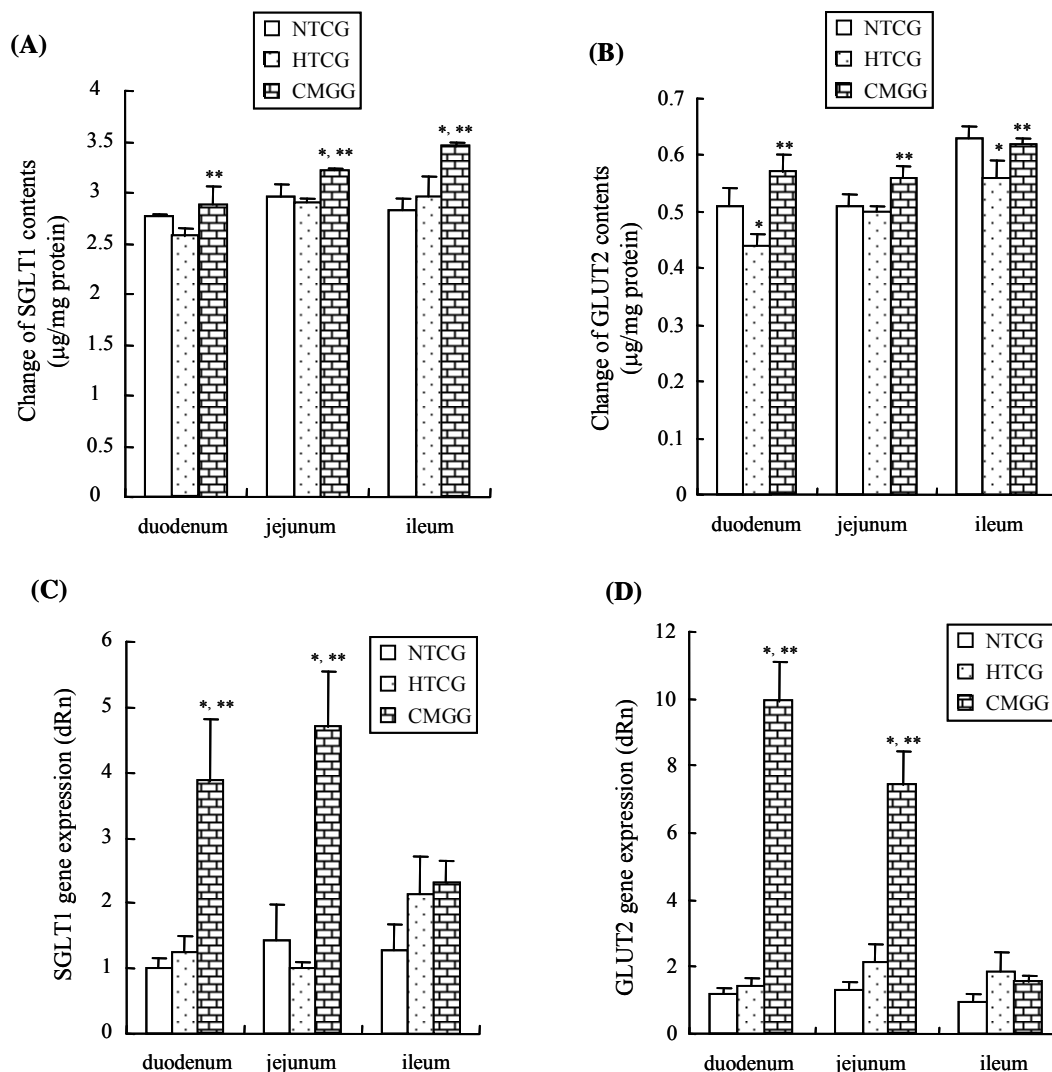 (A)
NTCG
HTCG
CMGG
Change of SGLT1 contents
(µg/mg protein)
4
3.5
3
2.5
2
1.5
1
0.5
0
**
*, **
*, **
duodenum
jejunum
ileum
(B)
NTCG
HTCG
CMGG
Change of GLUT2 contents
(µg/mg protein)
0.7
0.6
0.5
0.4
0.3
0.2
0.1
0
*
**
**
*
**
duodenum
jejunum
ileum
(C)
NTCG
HTCG
CMGG
SGLT1 gene expression (dRn)
6
5
4
3
2
1
0
*, **
*, **
duodenum
jejunum
ileum
(D)
NTCG
HTCG
CMGG
GLUT2 gene expression (dRn)
12
10
8
6
4
2
0
*, **
*, **
duodenum
jejunum
ileum